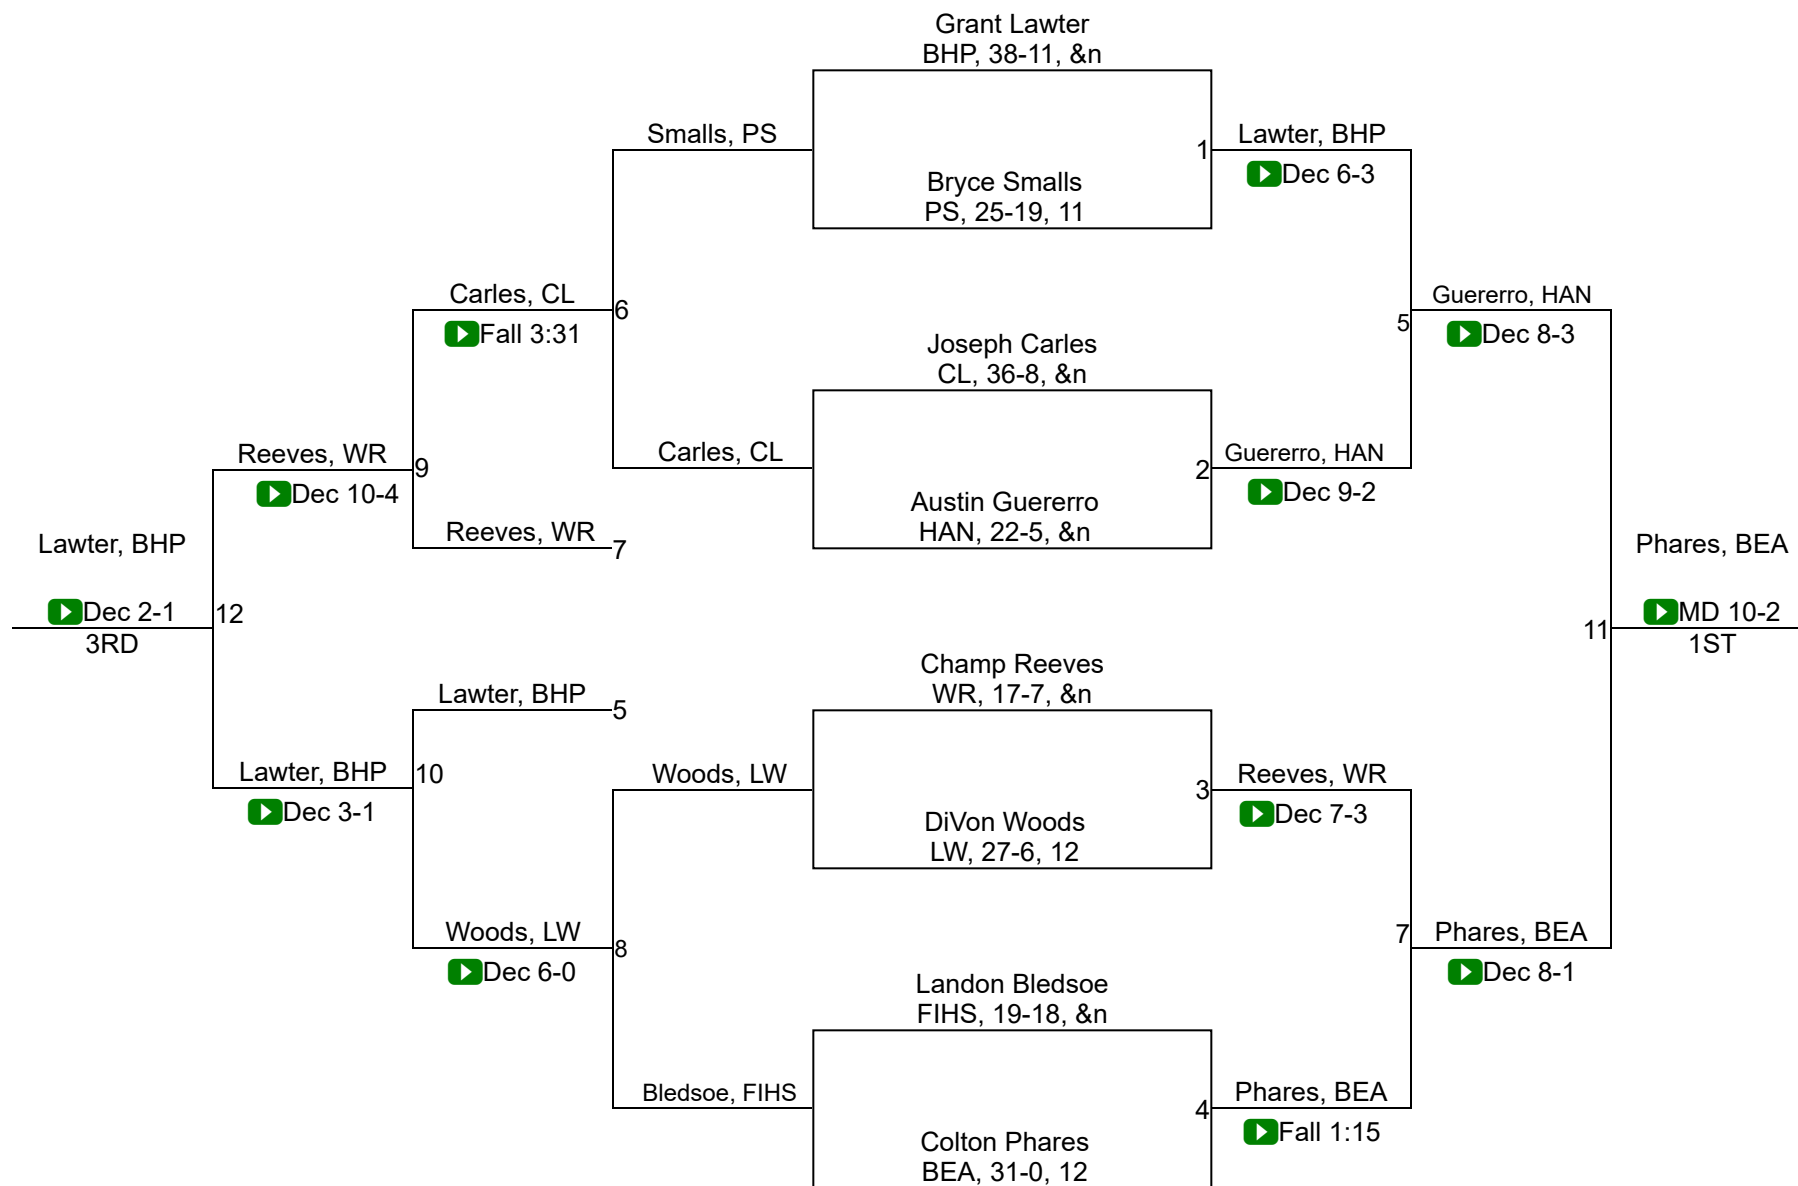 Grant Lawter
BHP, 38-11, &n
Smalls, PS
1
Lawter, BHP
Dec 6-3
Bryce Smalls
PS, 25-19, 11
Carles, CL
6
Fall 3:31
Guererro, HAN
5
Dec 8-3
Joseph Carles
CL, 36-8, &n
Reeves, WR
9
Dec 10-4
Carles, CL
2
Guererro, HAN
Dec 9-2
Austin Guererro
HAN, 22-5, &n
Reeves, WR
7
Lawter, BHP
Phares, BEA
Dec 2-1
12
3RD
11
MD 10-2
1ST
Champ Reeves
WR, 17-7, &n
Lawter, BHP
5
Lawter, BHP
10
Dec 3-1
Woods, LW
3
Reeves, WR
Dec 7-3
DiVon Woods
LW, 27-6, 12
Woods, LW
8
Dec 6-0
7
Phares, BEA
Dec 8-1
Landon Bledsoe
FIHS, 19-18, &n
Bledsoe, FIHS
4
Phares, BEA
Fall 1:15
Colton Phares
BEA, 31-0, 12